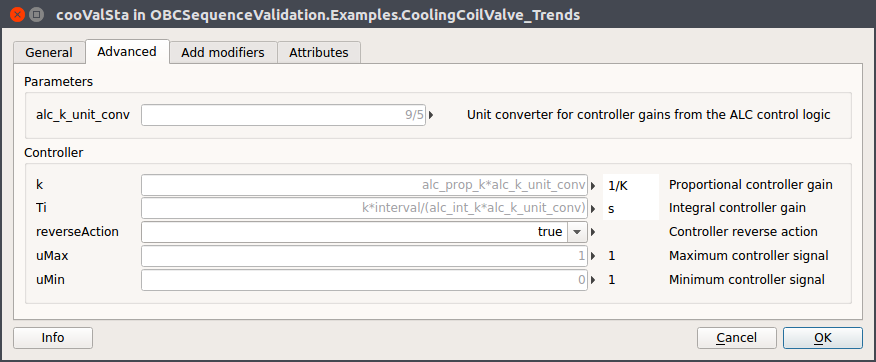 cooValSta in OBCSequenceValidation.Examples.CoolingCoilValve_Trends
General Advanced Add modifiers Attributes
Parameters
alc_k_unit_conv 9/5 Unit converter for controller gains from the ALC control logic
Controller
k alc_prop_k*alc_k_unit_conv 1/K Proportional controller gain
Ti k*interval/(alc_int_k*alc_k_unit_conv) s Integral controller gain
reverseAction true Controller reverse action
uMax 1 1 Maximum controller signal
uMin 0 1 Minimum controller signal
Info Cancel OK